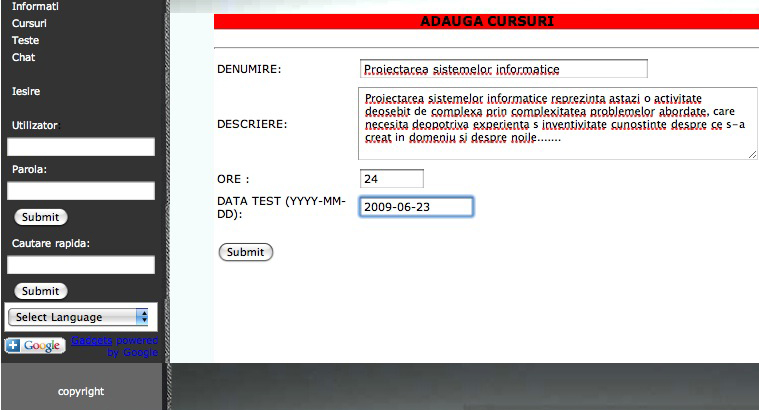 Informati
Cursuri
Teste
Chat
Iesire
Utilizator.
Parola:
Submit
Cautare rapida:
Submit
Select Language
+ Google
Gadgets powered
by Google
copyright
ADAUGA CURSURI
DENUMIRE:
Proiectarea sistemelor informatice
DESCRIERE:
Proiectarea sistemelor informatice reprezinta astazi o activitate
deosebit de complexa prin complexitatea problemelor abordate, care
necesita deopotriva experienta s inventivitate cunostinte despre ce s-a
creat in domeniu si despre noile.......
ORE :
24
DATA TEST (YYYY-MM-
DD):
2009-06-23
Submit